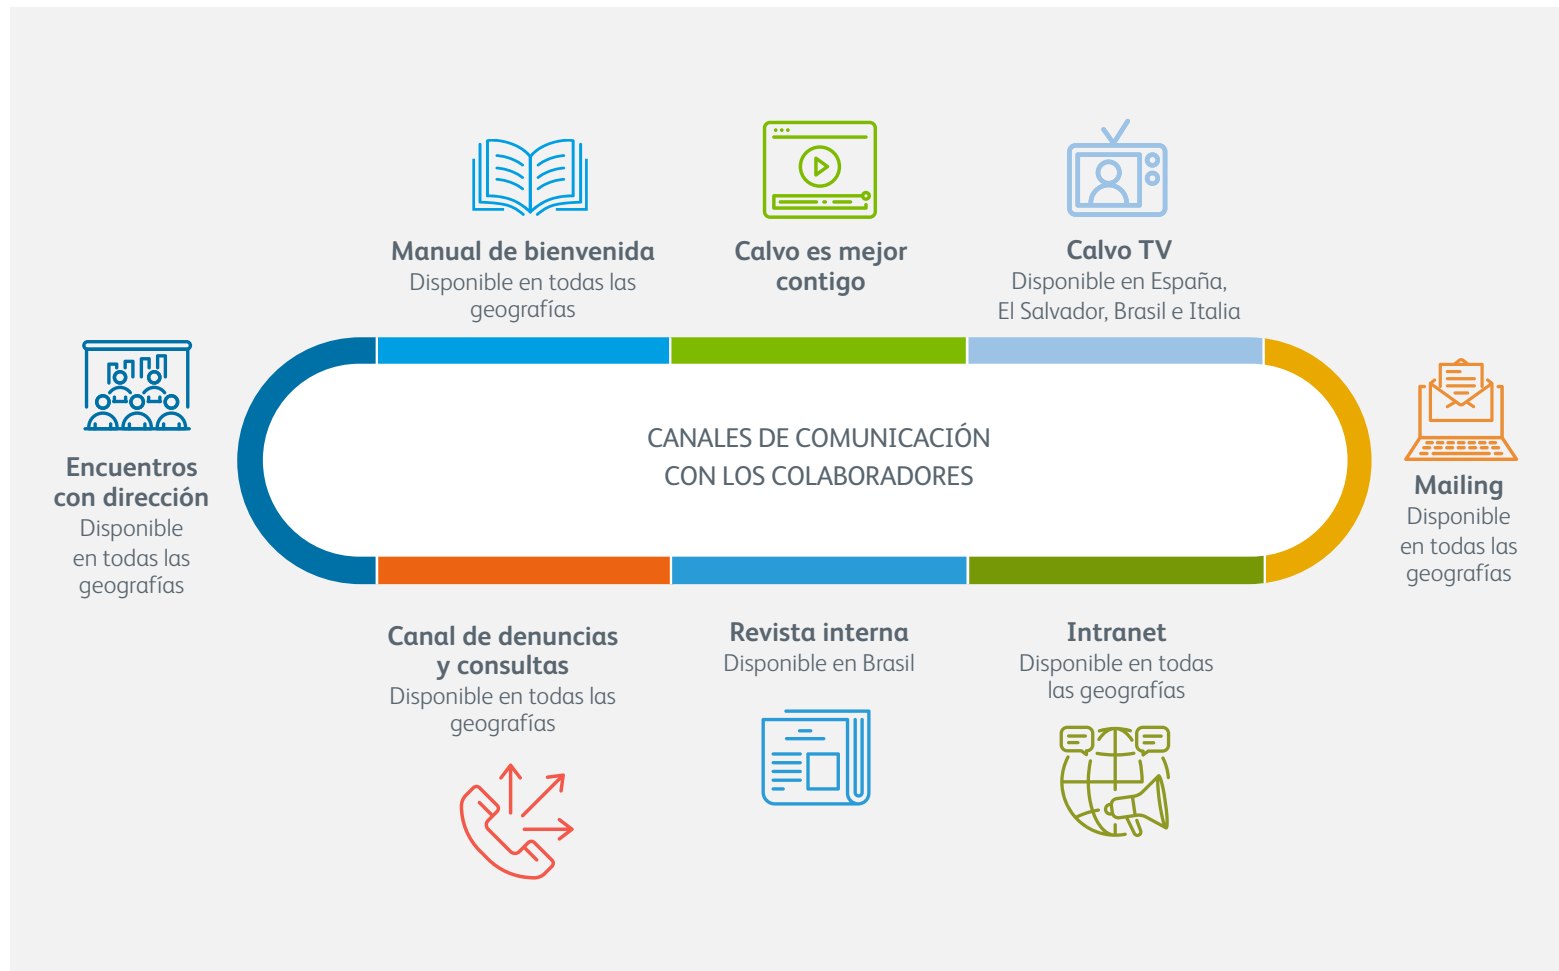 Manual de bienvenida
Disponible en todas las
geografías
Calvo es mejor
contigo
Calvo TV
Disponible en España,
El Salvador, Brasil e Italia
Encuentros
con dirección
Disponible
en todas las
geografías
CANALES DE COMUNICACIÓN
CON LOS COLABORADORES
Mailing
Disponible
en todas las
geografías
Canal de denuncias
y consultas
Disponible en todas las
geografías
Revista interna
Disponible en Brasil
Intranet
Disponible en todas
las geografías